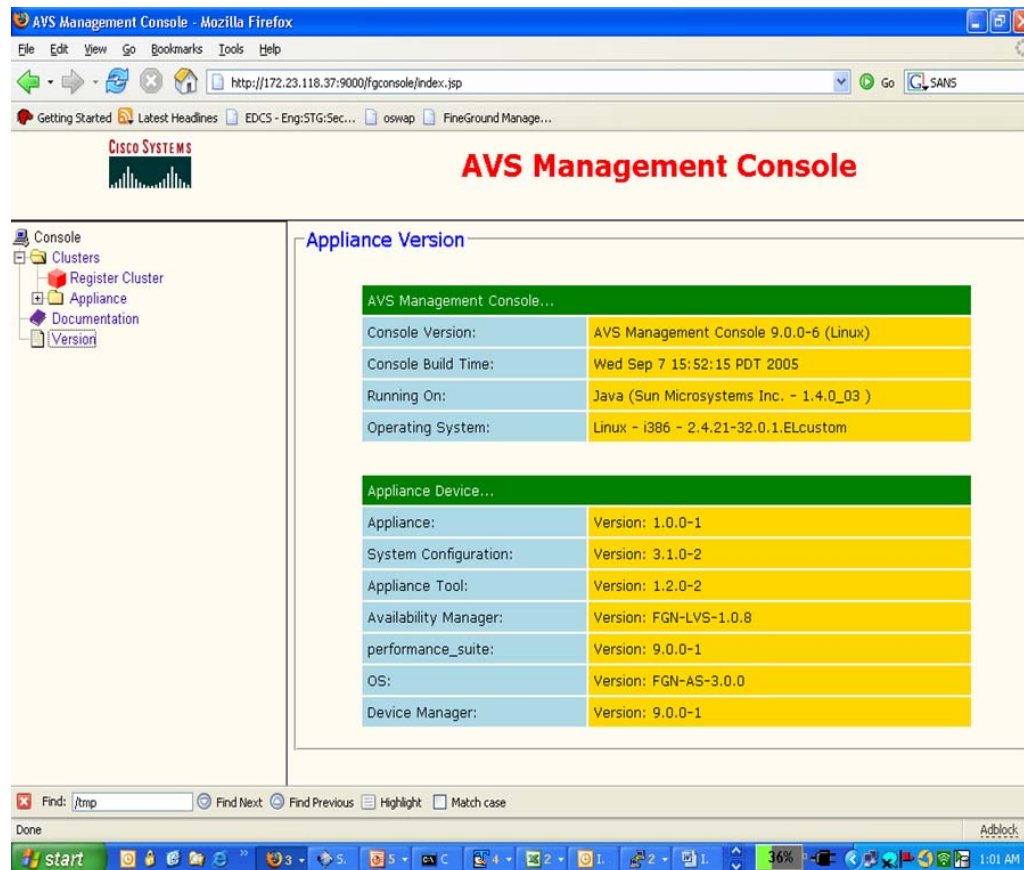 AVS Management Console - Mozilla Firefox
File Edit View Go Bookmarks Tools Help
http://172.23.118.37:9000/fgconsole/index.jsp
Go
SANS
Getting Started Latest Headlines EDCS - Eng:STG:Sec... oswap FineGround Manage...
CISCO SYSTEMS
AVS Management Console
Console
Clusters
Register Cluster
Appliance
Documentation
Version
Appliance Version
AVS Management Console...
Console Version: AVS Management Console 9.0.0-6 (Linux)
Console Build Time: Wed Sep 7 15:52:15 PDT 2005
Running On: Java (Sun Microsystems Inc. - 1.4.0_03 )
Operating System: Linux - i386 - 2.4.21-32.0.1.ELcustom
Appliance Device...
Appliance: Version: 1.0.0-1
System Configuration: Version: 3.1.0-2
Appliance Tool: Version: 1.2.0-2
Availability Manager: Version: FGN-LVS-1.0.8
performance_suite: Version: 9.0.0-1
OS: Version: FGN-AS-3.0.0
Device Manager: Version: 9.0.0-1
Find: /tmp Find Next Find Previous Highlight Match case
Done Adblock
start 3 S. 5 C 4 2 I. 2 I. 36% 1:01 AM